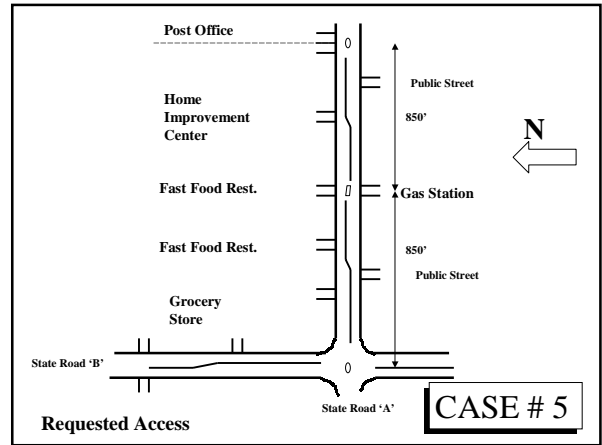 Post Office
Public Street
Home
Improvement
Center
850’
N
Fast Food Rest.
Gas Station
Fast Food Rest.
850’
Public Street
Grocery
Store
State Road ‘B’
State Road ‘A’
CASE # 5
Requested Access